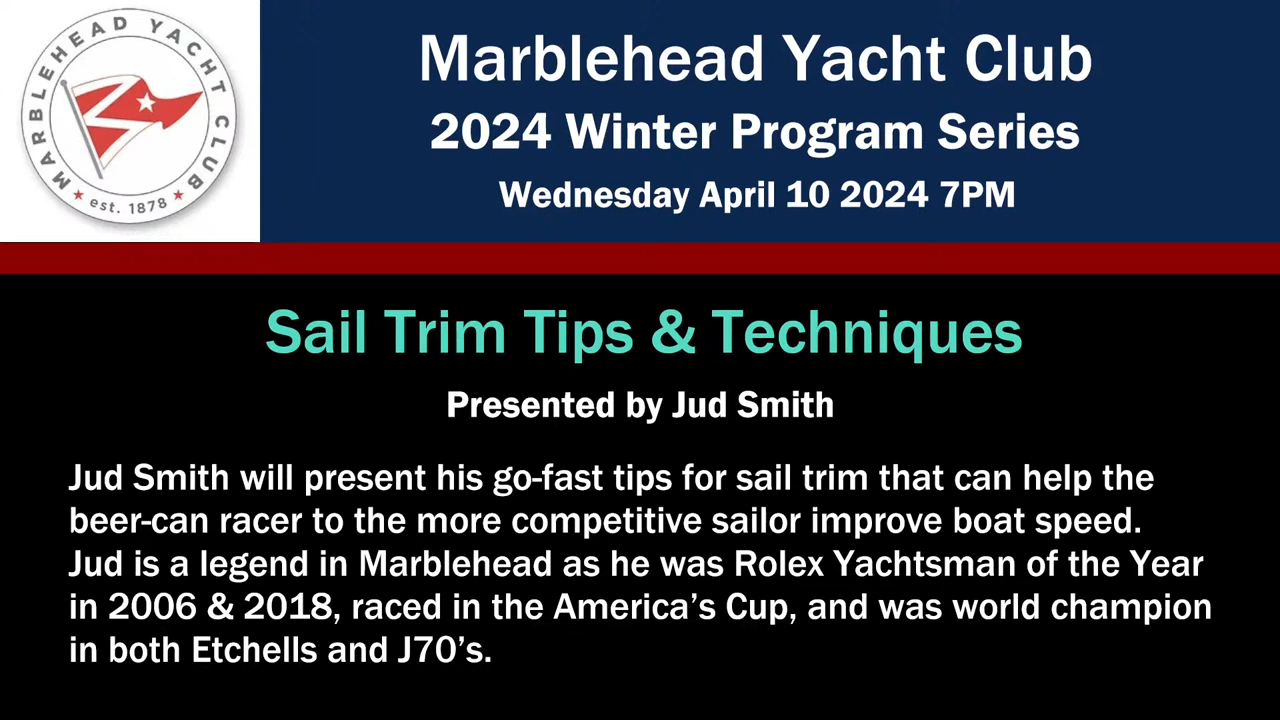 MARBLEHEAD YACHT CLUB
est. 1878
Marblehead Yacht Club
2024 Winter Program Series
Wednesday April 10 2024 7PM
Sail Trim Tips & Techniques
Presented by Jud Smith
Jud Smith will present his go-fast tips for sail trim that can help the
beer-can racer to the more competitive sailor improve boat speed.
Jud is a legend in Marblehead as he was Rolex Yachtsman of the Year
in 2006 & 2018, raced in the America’s Cup, and was world champion
in both Etchells and J70’s.